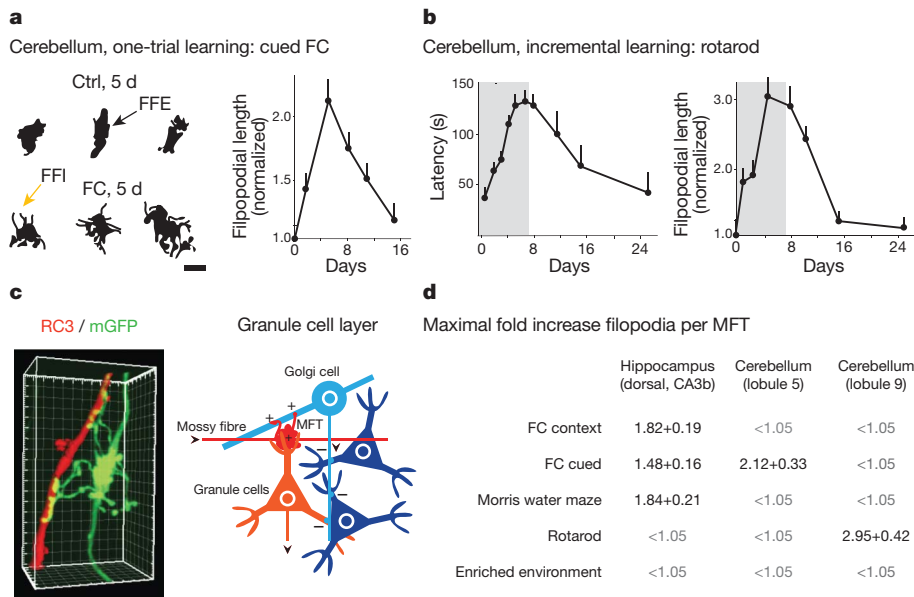 a
Cerebellum, one-trial learning: cued FC
Ctrl, 5 d
FFE
FFI
FC, 5 d
Filpopodial length
(normalized)
2.0
1.0
0 4 8 12 16
Days
b
Cerebellum, incremental learning: rotarod
Latency (s)
150
100
50
0 8 16 24
Days
Filpopodial length
(normalized)
3.0
2.0
1.0
0 8 16 24
Days
c
RC3 / mGFP
Granule cell layer
Golgi cell
+
+
Mossy fibre
MFT
+
–
Granule cells
–
–
d
Maximal fold increase filopodia per MFT
Hippocampus Cerebellum Cerebellum
(dorsal, CA3b) (lobule 5) (lobule 9)
FC context 1.82+0.19 <1.05 <1.05
FC cued 1.48+0.16 2.12+0.33 <1.05
Morris water maze 1.84+0.21 <1.05 <1.05
Rotarod <1.05 <1.05 2.95+0.42
Enriched environment <1.05 <1.05 <1.05